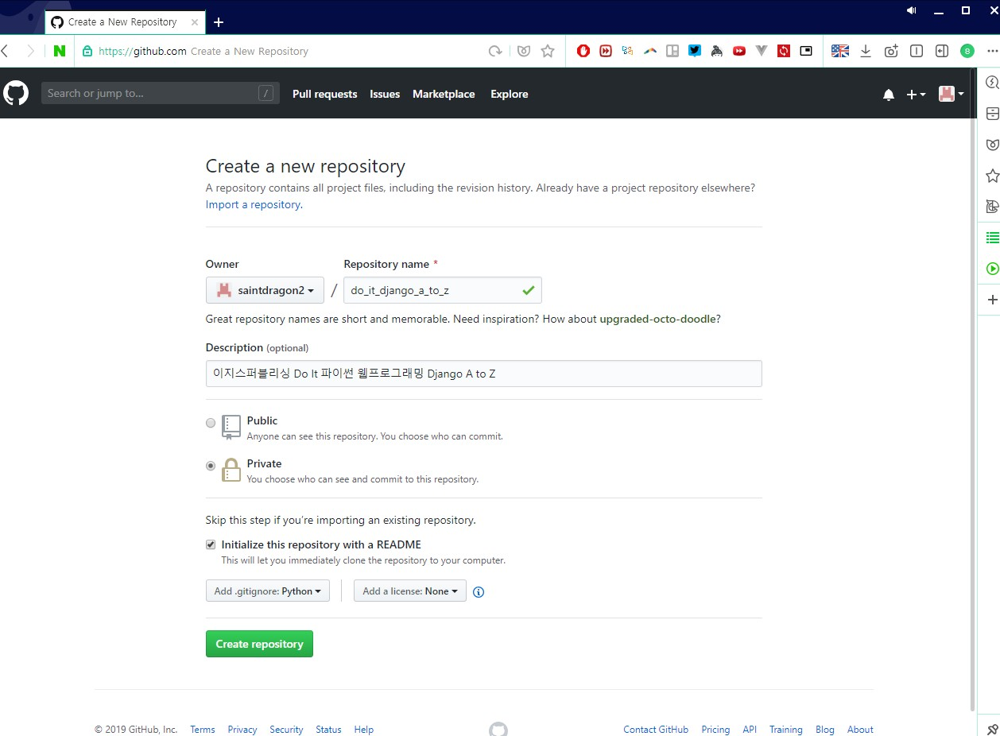 Create a New Repository
N https://github.com Create a New Repository
8
Search or jump to... / Pull requests Issues Marketplace Explore
Create a new repository
A repository contains all project files, including the revision history. Already have a project repository elsewhere?
Import a repository.
Owner Repository name *
saintdragon2 / do_it_django_a_to_z
Great repository names are short and memorable. Need inspiration? How about upgraded-octo-doodle?
Description (optional)
이지스퍼블리싱 Do It 파이썬 웹프로그래밍 Django A to Z
Public
Anyone can see this repository. You choose who can commit.
Private
You choose who can see and commit to this repository.
Skip this step if you’re importing an existing repository.
Initialize this repository with a README
This will let you immediately clone the repository to your computer.
Add .gitignore: Python Add a license: None
Create repository
© 2019 GitHub, Inc. Terms Privacy Security Status Help Contact GitHub Pricing API Training Blog About